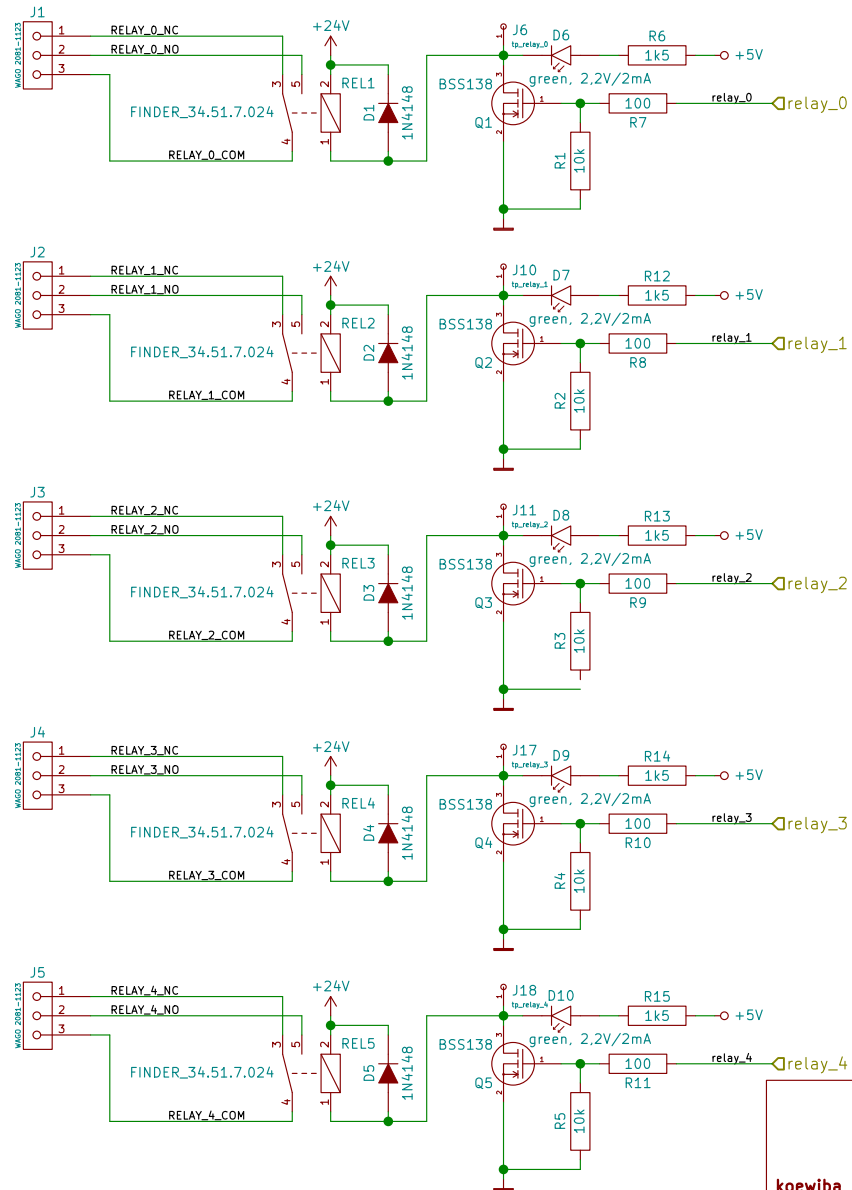 J1
WAGO 2081-1123
1
2
3
RELAY_0_NC
RELAY_0_NO
RELAY_0_COM
FINDER_34.51.7.024
3
5
4
+24V
REL1
2
1
D1
1N4148
J6
1
tp_relay_0
D6
green, 2,2V/2mA
R6
1k5
+5V
BSS138
Q1
3
1
2
100
R7
R1
10k
relay_0
relay_0
J2
WAGO 2081-1123
1
2
3
RELAY_1_NC
RELAY_1_NO
RELAY_1_COM
FINDER_34.51.7.024
3
5
4
+24V
REL2
2
1
D2
1N4148
J10
1
tp_relay_1
D7
green, 2,2V/2mA
R12
1k5
+5V
BSS138
Q2
3
1
2
100
R8
R2
10k
relay_1
relay_1
J3
WAGO 2081-1123
1
2
3
RELAY_2_NC
RELAY_2_NO
RELAY_2_COM
FINDER_34.51.7.024
3
5
4
+24V
REL3
2
1
D3
1N4148
J11
1
tp_relay_2
D8
green, 2,2V/2mA
R13
1k5
+5V
BSS138
Q3
3
1
2
100
R9
R3
10k
relay_2
relay_2
J4
WAGO 2081-1123
1
2
3
RELAY_3_NC
RELAY_3_NO
RELAY_3_COM
FINDER_34.51.7.024
3
5
4
+24V
REL4
2
1
D4
1N4148
J17
1
tp_relay_3
D9
green, 2,2V/2mA
R14
1k5
+5V
BSS138
Q4
3
1
2
100
R10
R4
10k
relay_3
relay_3
J5
WAGO 2081-1123
1
2
3
RELAY_4_NC
RELAY_4_NO
RELAY_4_COM
FINDER_34.51.7.024
3
5
4
+24V
REL5
2
1
D5
1N4148
J18
1
tp_relay_4
D10
green, 2,2V/2mA
R15
1k5
+5V
BSS138
Q5
3
1
2
100
R11
R5
10k
relay_4
relay_4
koewiba